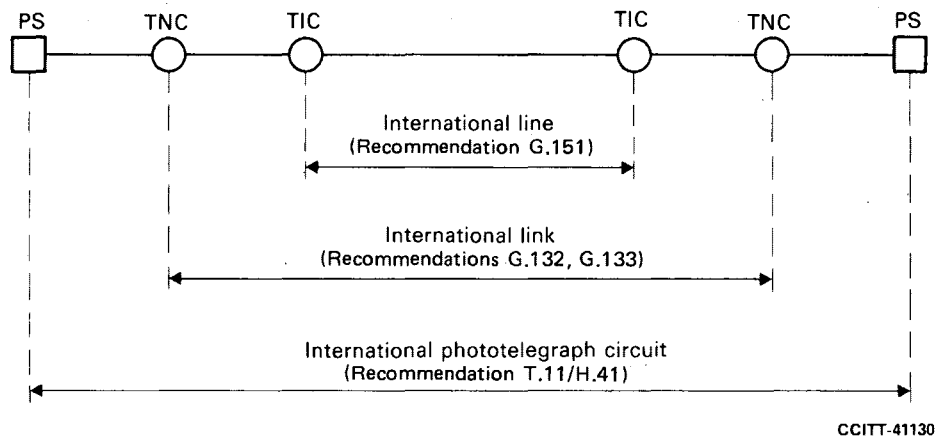 PS TNC TIC TIC TNC PS
International line
(Recommendation G.151)
International link
(Recommendations G.132, G.133)
International phototelegraph circuit
(Recommendation T.11/H.41)
CCITT-41130